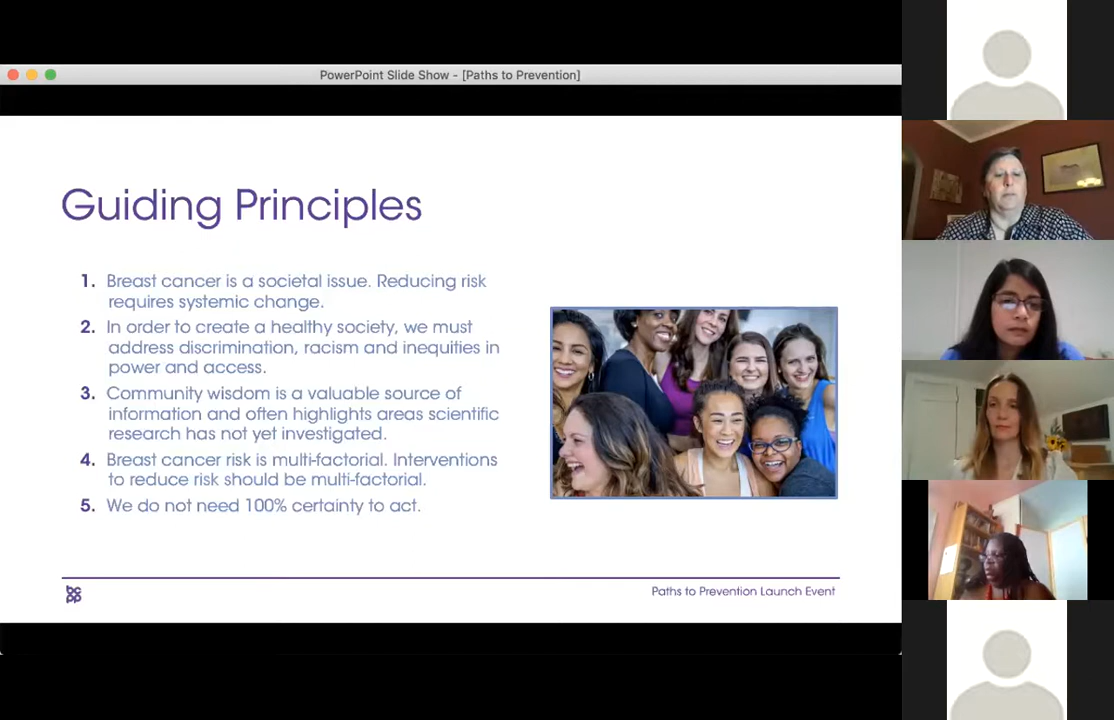 PowerPoint Slide Show - [Paths to Prevention]
Guiding Principles
1. Breast cancer is a societal issue. Reducing risk
requires systemic change.
2. In order to create a healthy society, we must
address discrimination, racism and inequities in
power and access.
3. Community wisdom is a valuable source of
information and often highlights areas scientific
research has not yet investigated.
4. Breast cancer risk is multi-factorial. Interventions
to reduce risk should be multi-factorial.
5. We do not need 100% certainty to act.
bcpp
Paths to Prevention Launch Event